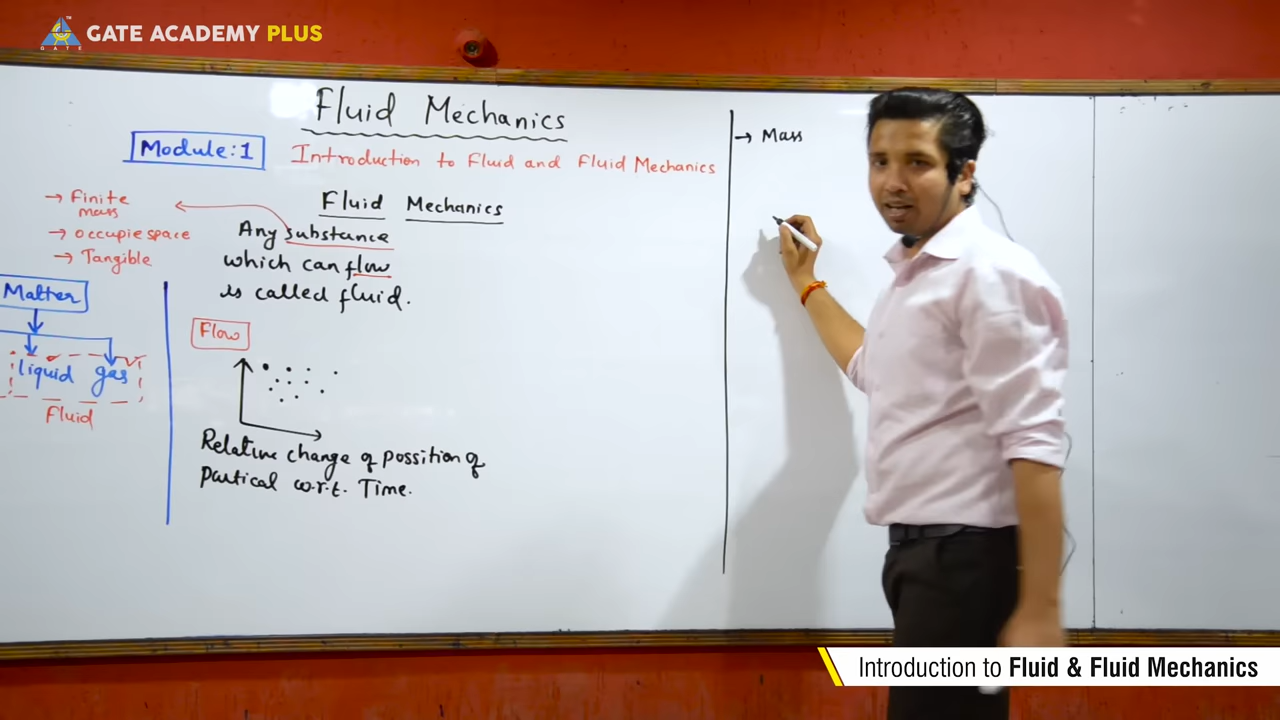 GATE ACADEMY PLUS
GATE
Fluid Mechanics
Module:1
Introduction to Fluid and Fluid Mechanics
→ Mass
→ Finite mass
→ occupie space
→ Tangible
Fluid Mechanics
Any substance
which can flow
is called fluid.
Matter
liquid gas
Fluid
Flow
Relative change of possition of
Partical w.r.t. Time.
Introduction to Fluid & Fluid Mechanics